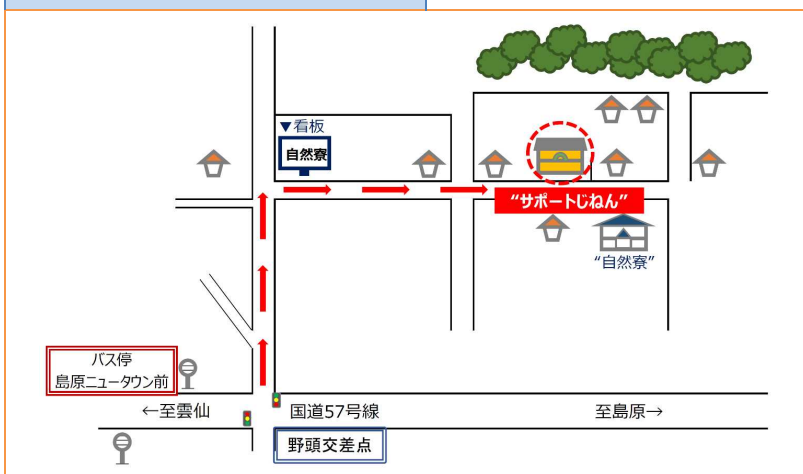 ▼看板
自然寮
“サポートじねん”
“自然寮”
バス停
島原ニュータウン前
←至雲仙
国道57号線
至島原→
野頭交差点